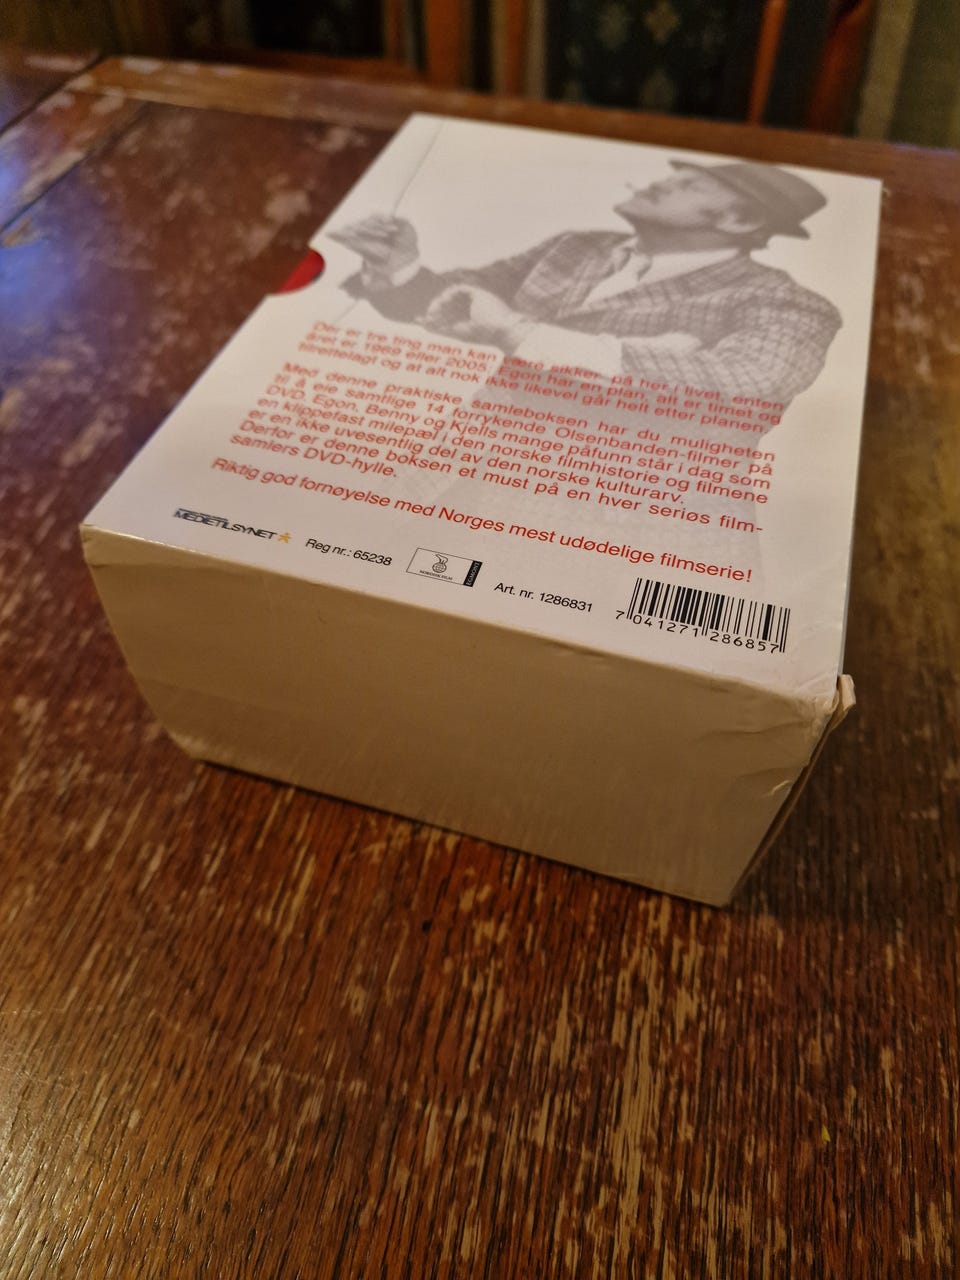 Det er tre ting man kan være sikker på her i livet, enten
året er 1969 eller 2005. Egon har en plan, alt er timet og
tilrettelagt og at alt nok ikke likevel går helt etter planen.
Med denne praktiske samleboksen har du muligheten
til å eie samtlige 14 forrykende Olsenbanden-filmer på
DVD. Egon, Benny og Kjells mange påfunn står i dag som
en klippefast milepæl i den norske filmhistorie og filmene
er en ikke uvesentlig del av den norske kulturarv.
Derfor er denne boksen et must på en hver seriøs film-
samlers DVD-hylle.
Riktig god fornøyelse med Norges mest udødelige filmserie!
MEDIETILSYNET
Reg nr.: 65238
NORDISK FILM
EGMONT
Art. nr. 1286831
7 041271 286857